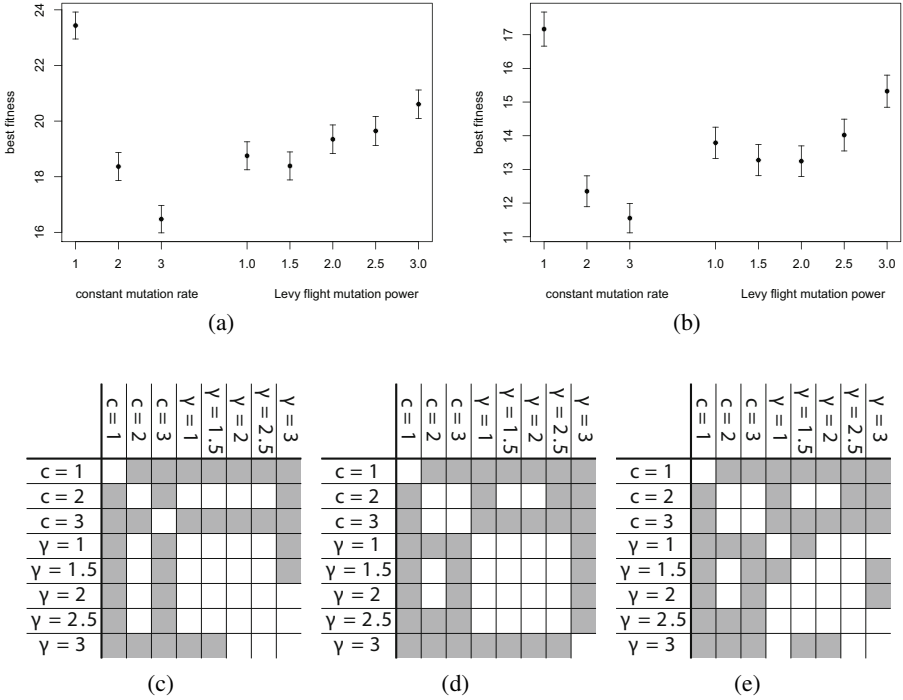 24
22
20
18
16
best fitness
1 2 3 1.0 1.5 2.0 2.5 3.0
constant mutation rate Levy flight mutation power
(a)
17
16
15
14
13
12
11
best fitness
1 2 3 1.0 1.5 2.0 2.5 3.0
constant mutation rate Levy flight mutation power
(b)
c = 1 c = 2 c = 3 γ = 1 γ = 1.5 γ = 2 γ = 2.5 γ = 3
c = 1
c = 2
c = 3
γ = 1
γ = 1.5
γ = 2
γ = 2.5
γ = 3
(c)
c = 1 c = 2 c = 3 γ = 1 γ = 1.5 γ = 2 γ = 2.5 γ = 3
c = 1
c = 2
c = 3
γ = 1
γ = 1.5
γ = 2
γ = 2.5
γ = 3
(d)
c = 1 c = 2 c = 3 γ = 1 γ = 1.5 γ = 2 γ = 2.5 γ = 3
c = 1
c = 2
c = 3
γ = 1
γ = 1.5
γ = 2
γ = 2.5
γ = 3
(e)